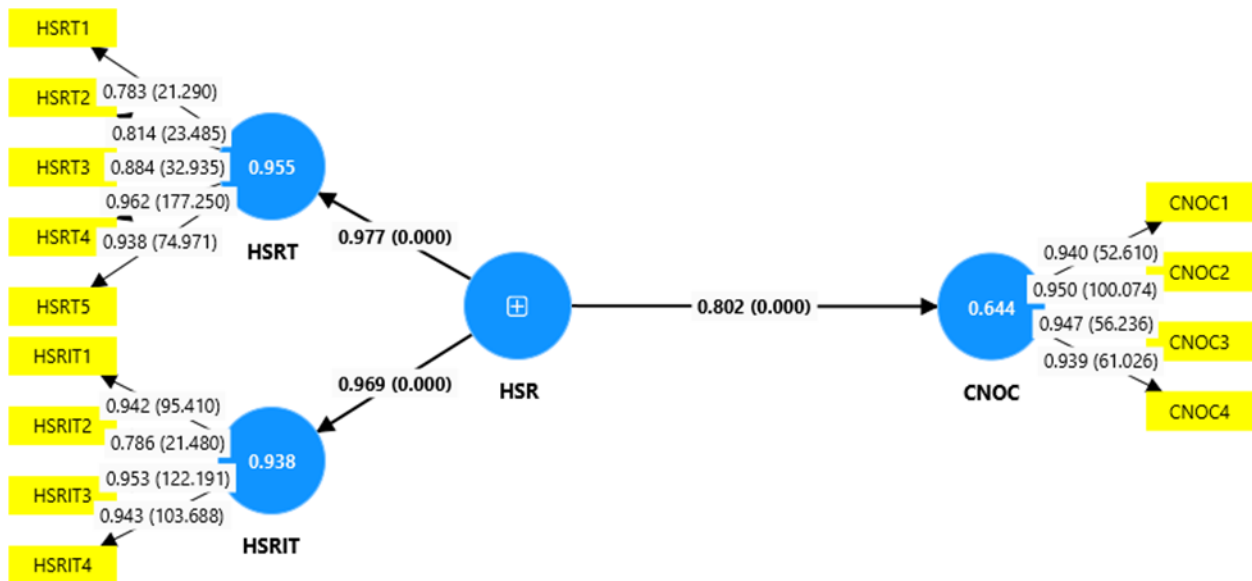 HSRT1
0.783 (21.290)
HSRT2
0.814 (23.485)
HSRT3
0.884 (32.935)
0.962 (177.250)
HSRT4
0.938 (74.971)
HSRT5
0.955
HSRT
HSRIT1
0.942 (95.410)
HSRIT2
0.786 (21.480)
0.953 (122.191)
HSRIT3
0.943 (103.688)
HSRIT4
0.938
HSRIT
0.977 (0.000)
0.969 (0.000)
HSR
0.802 (0.000)
0.644
CNOC
CNOC1
0.940 (52.610)
CNOC2
0.950 (100.074)
0.947 (56.236)
CNOC3
0.939 (61.026)
CNOC4